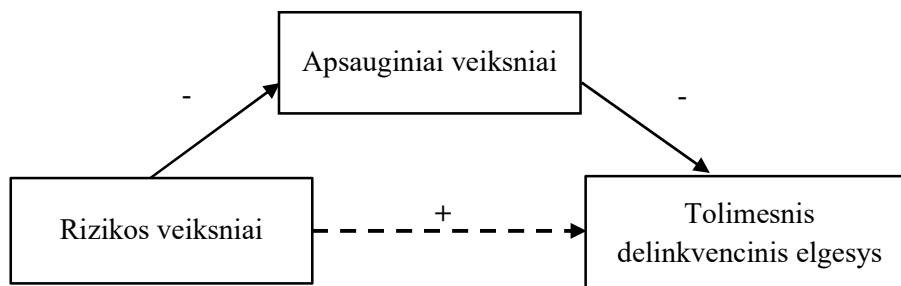 Apsauginiai veiksniai
-
-
Rizikos veiksniai
+
Tolimesnis
delinkvencinis elgesys